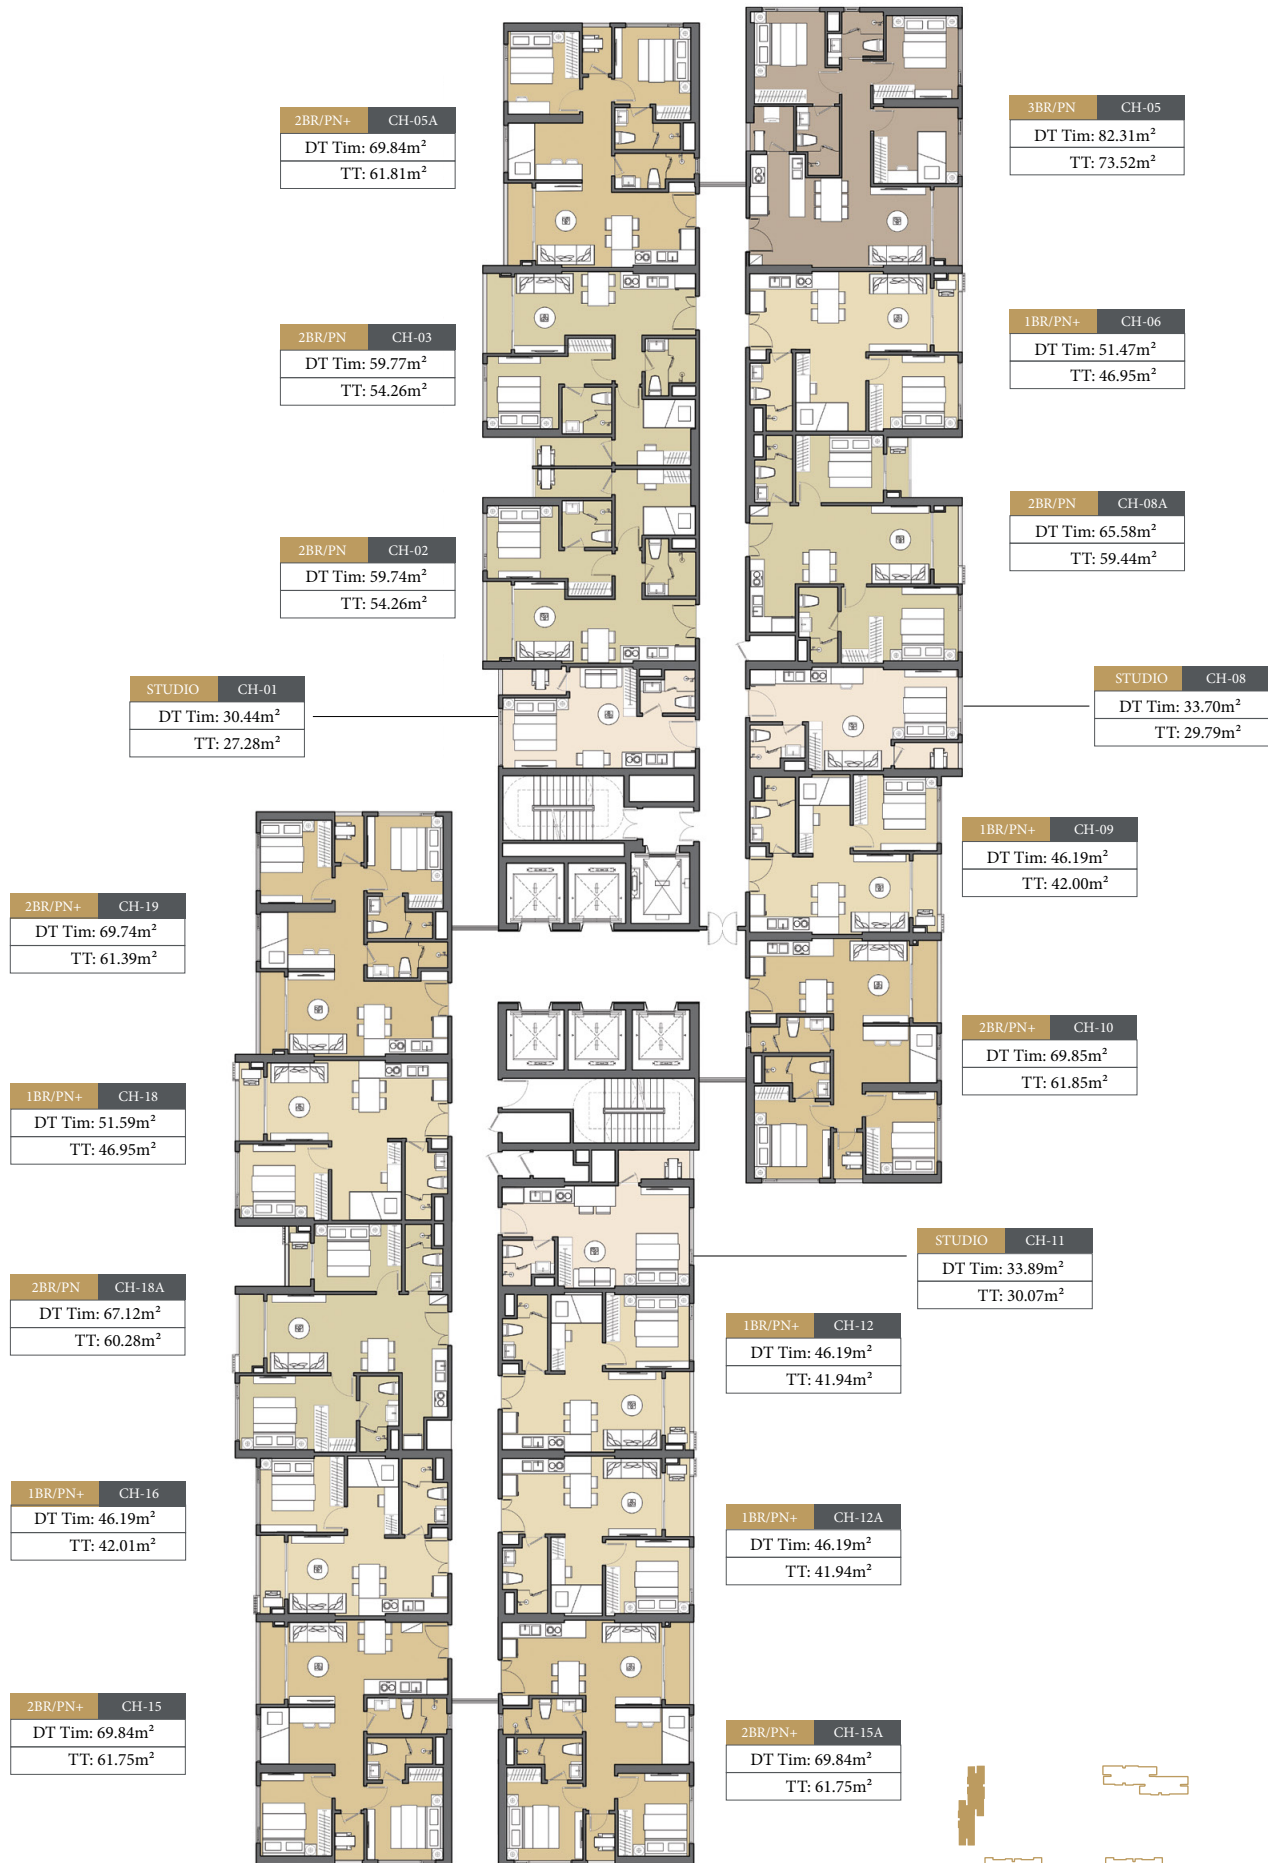 2BR/PN+ CH-05A
DT Tim: 69.84m²
TT: 61.81m²
3BR/PN CH-05
DT Tim: 82.31m²
TT: 73.52m²
2BR/PN CH-03
DT Tim: 59.77m²
TT: 54.26m²
1BR/PN+ CH-06
DT Tim: 51.47m²
TT: 46.95m²
2BR/PN CH-02
DT Tim: 59.74m²
TT: 54.26m²
2BR/PN CH-08A
DT Tim: 65.58m²
TT: 59.44m²
STUDIO CH-01
DT Tim: 30.44m²
TT: 27.28m²
STUDIO CH-08
DT Tim: 33.70m²
TT: 29.79m²
1BR/PN+ CH-09
DT Tim: 46.19m²
TT: 42.00m²
2BR/PN+ CH-19
DT Tim: 69.74m²
TT: 61.39m²
2BR/PN+ CH-10
DT Tim: 69.85m²
TT: 61.85m²
1BR/PN+ CH-18
DT Tim: 51.59m²
TT: 46.95m²
STUDIO CH-11
DT Tim: 33.89m²
TT: 30.07m²
2BR/PN CH-18A
DT Tim: 67.12m²
TT: 60.28m²
1BR/PN+ CH-12
DT Tim: 46.19m²
TT: 41.94m²
1BR/PN+ CH-16
DT Tim: 46.19m²
TT: 42.01m²
1BR/PN+ CH-12A
DT Tim: 46.19m²
TT: 41.94m²
2BR/PN+ CH-15
DT Tim: 69.84m²
TT: 61.75m²
2BR/PN+ CH-15A
DT Tim: 69.84m²
TT: 61.75m²